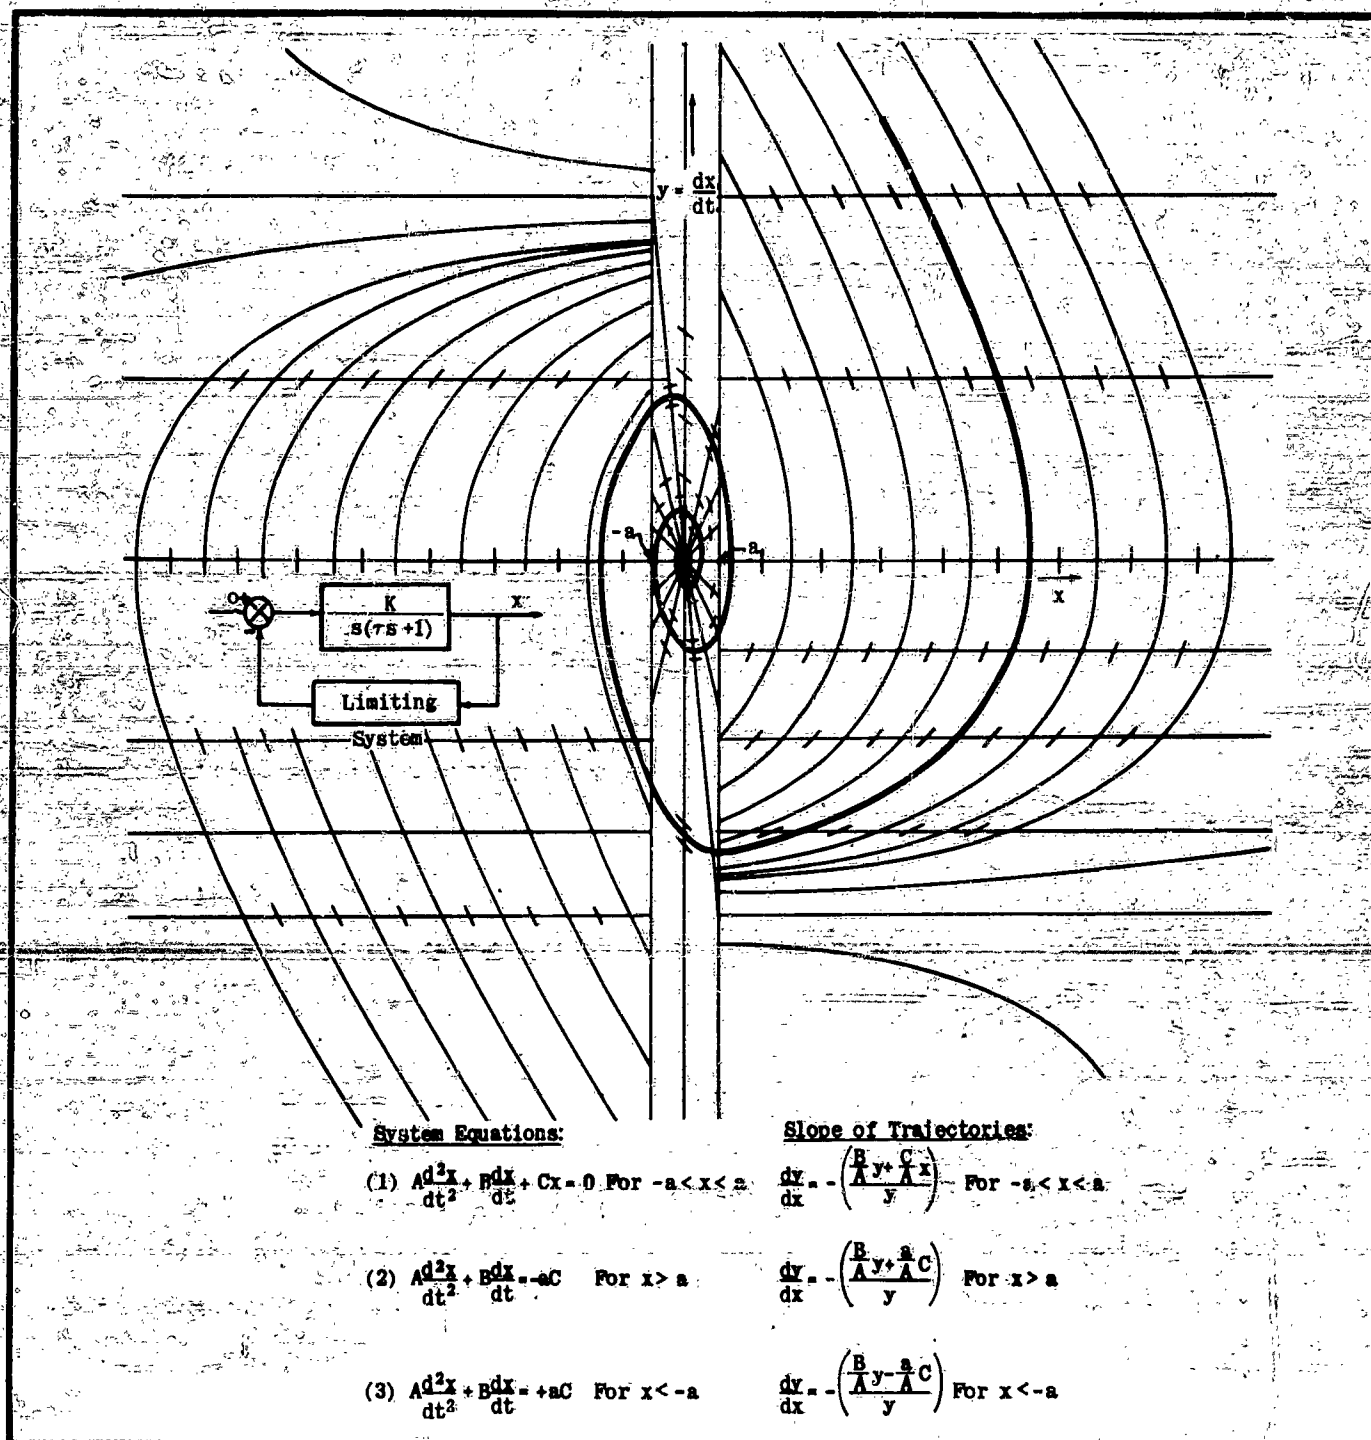 y = dx/dt
-a
a
x
0 +
-
K
s(τs+1)
x
Limiting
System
System Equations:
Slope of Trajectories:
(1) A d²x/dt² + B dx/dt + Cx = 0 For -a < x < a
dy/dx = -((B/A y + C/A x)/y) For -a < x < a
(2) A d²x/dt² + B dx/dt = -aC For x > a
dy/dx = -((B/A y + a/A C)/y) For x > a
(3) A d²x/dt² + B dx/dt = +aC For x < -a
dy/dx = -((B/A y - a/A C)/y) For x < -a